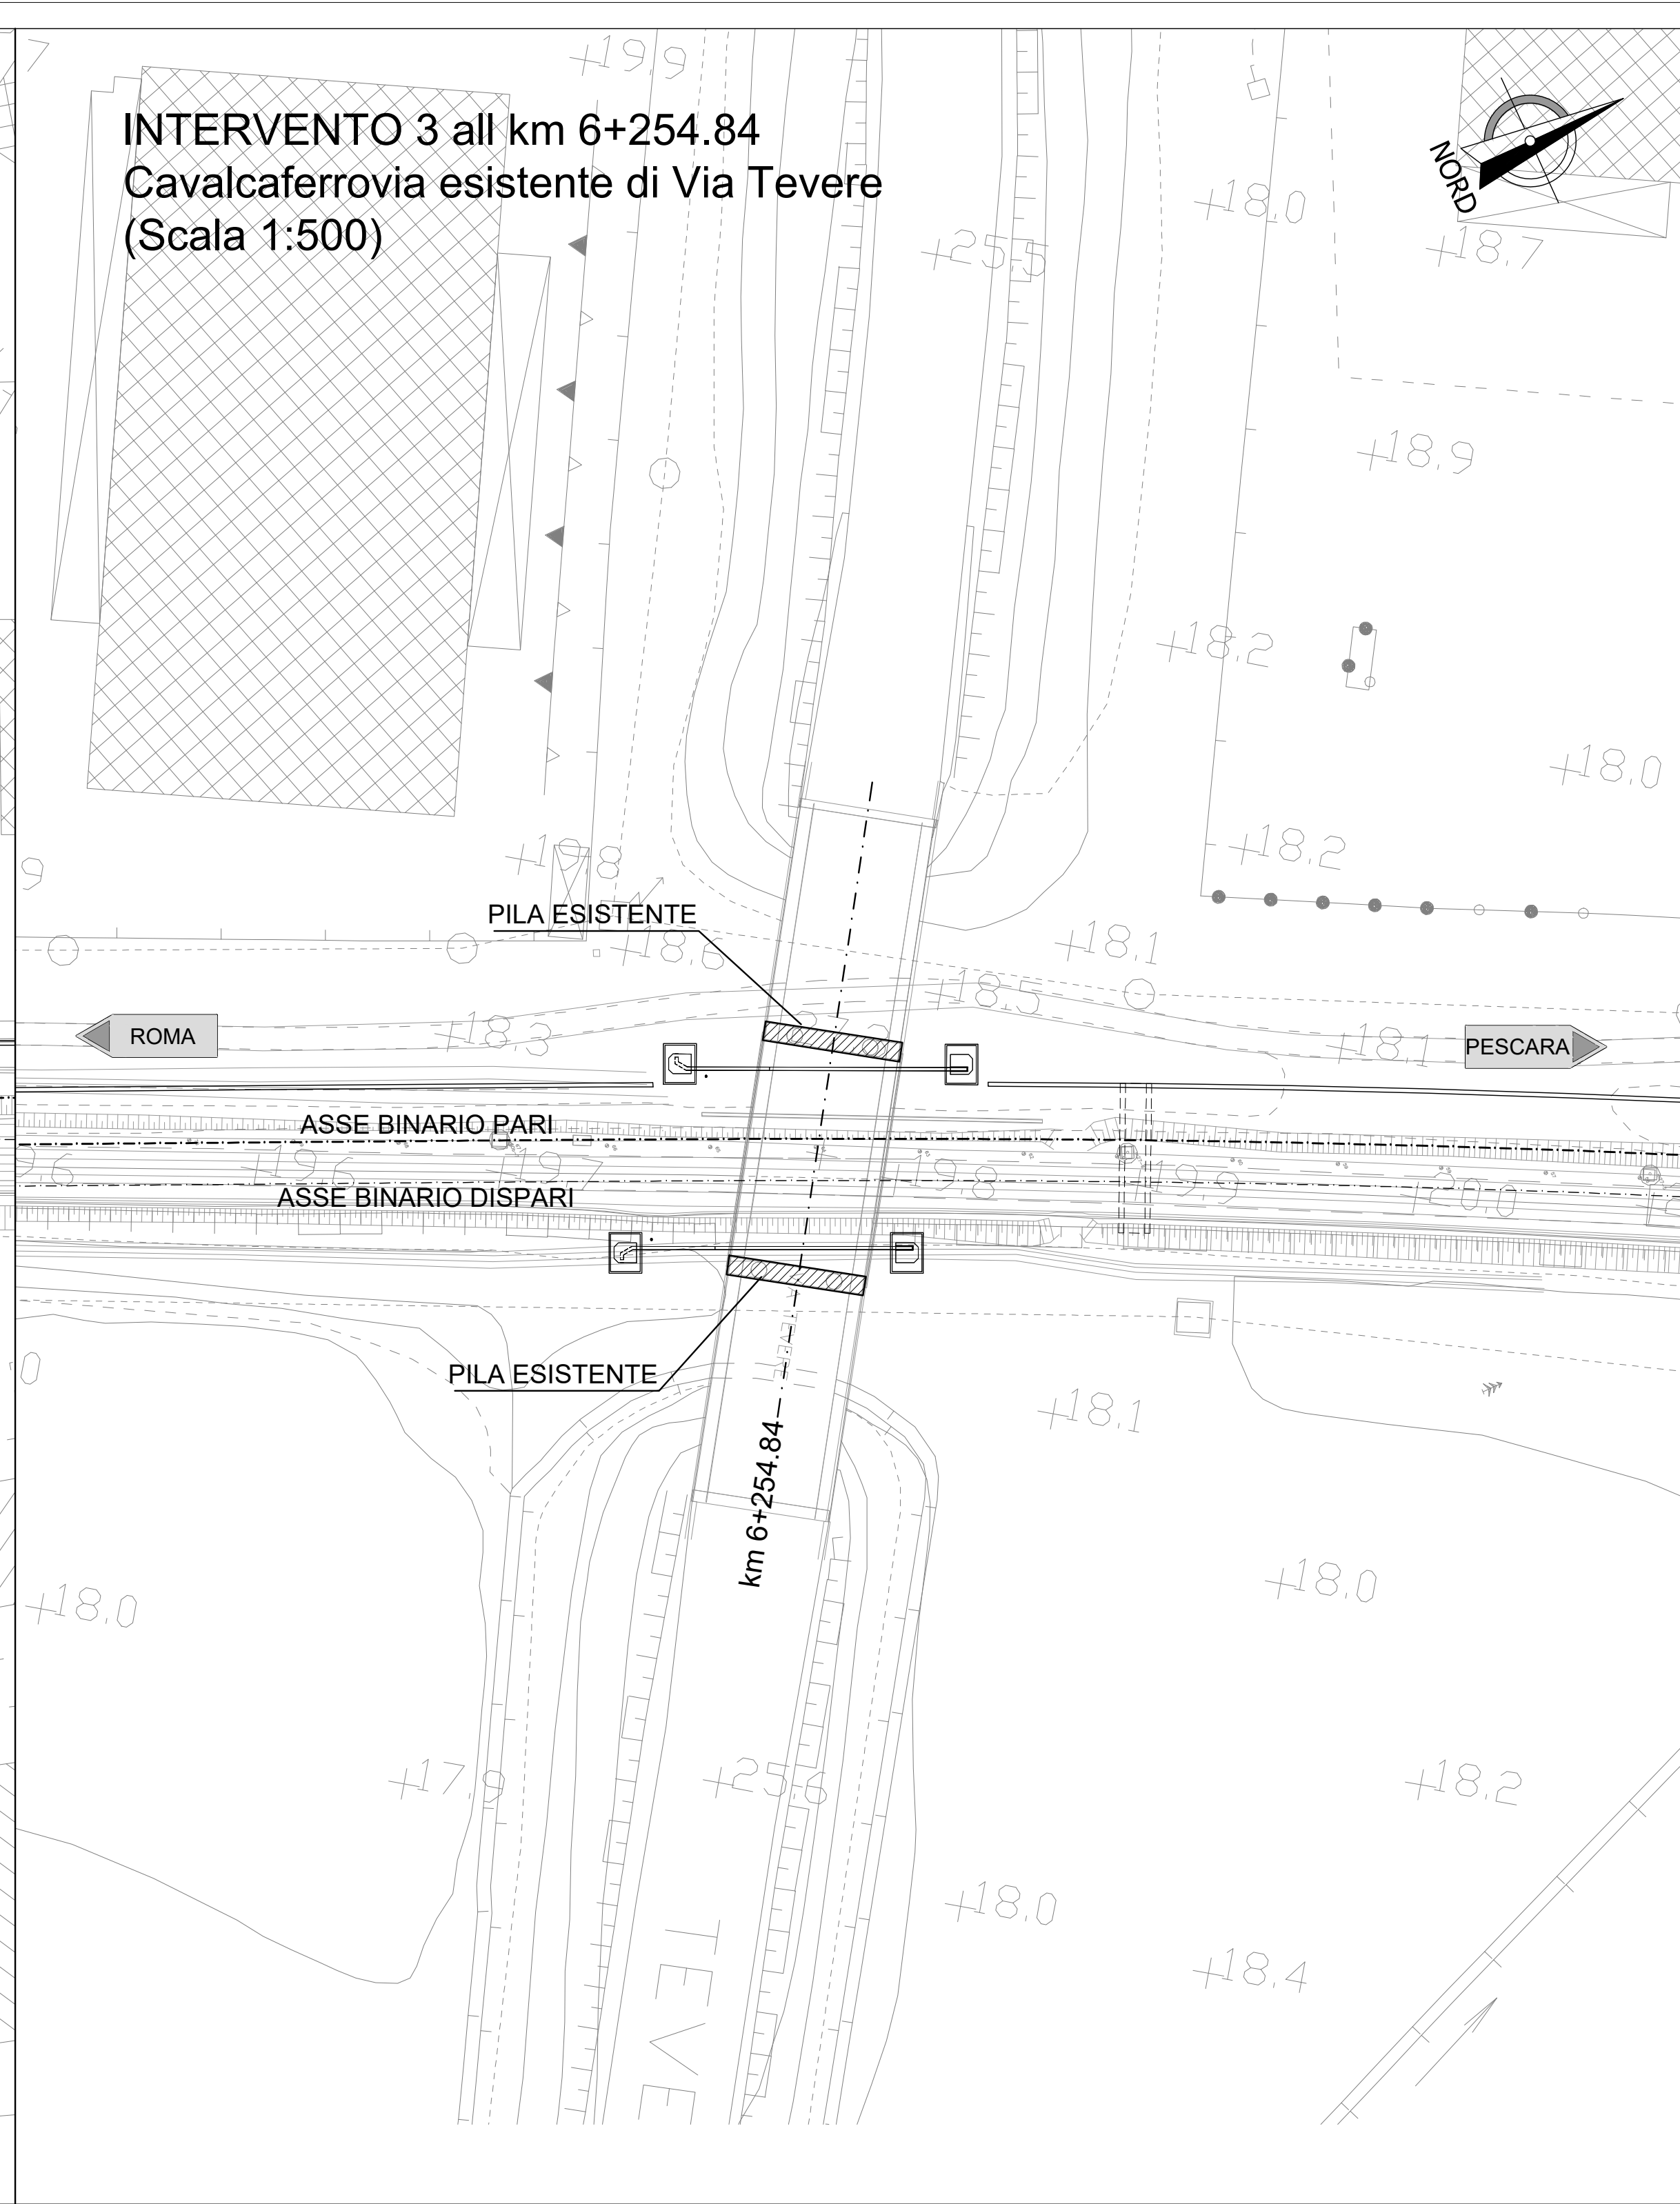 INTERVENTO 3 all km 6+254.84
Cavalcaferrovia esistente di Via Tevere
(Scala 1:500)
NORD
+19,9
+18,0
+25,5
+18,7
+18,9
+18,2
+18,0
+18,2
PILA ESISTENTE
+18,6
+18,1
+18,5
ROMA
+18,3
+18,1
PESCARA
ASSE BINARIO PARI
+19,6
+19,7
+19,8
+19,9
+20,0
ASSE BINARIO DISPARI
PILA ESISTENTE
+18,1
km 6+254.84
+18,0
+18,0
+17,9
+25,6
+18,2
+18,0
+18,4
TEVE